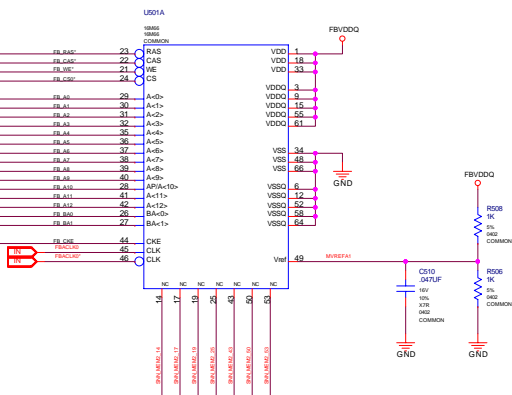 U501A
16M66
16M66
COMMON
FBVDDQ
FB_RAS* 23 RAS VDD 1
FB_CAS* 22 CAS VDD 18
FB_WE* 21 WE VDD 33
FB_CS0* 24 CS
VDDQ 3
FB_A0 29 A<0> VDDQ 9
FB_A1 30 A<1> VDDQ 15
FB_A2 31 A<2> VDDQ 55
FB_A3 32 A<3> VDDQ 61
FB_A4 35 A<4>
FB_A5 36 A<5>
FB_A6 37 A<6> VSS 34
FB_A7 38 A<7> VSS 48
FB_A8 39 A<8> VSS 66
FB_A9 40 A<9>
FB_A10 28 AP/A<10> VSSQ 6
FB_A11 41 A<11> VSSQ 12
FB_A12 42 A<12> VSSQ 52
FB_BA0 26 BA<0> VSSQ 58
FB_BA1 27 BA<1> VSSQ 64
GND
FBVDDQ
R508
1K
5%
0402
COMMON
FB_CKE 44 CKE
IN FBACLK0 45 CLK
IN FBACLK0* 46 CLK Vref 49 MVREFA1
C510
.047UF
16V
10%
X7R
0402
COMMON
GND
R506
1K
5%
0402
COMMON
GND
NC NC NC NC NC NC NC
14 17 19 25 43 50 53
SNN_MEM2_14 SNN_MEM2_17 SNN_MEM2_19 SNN_MEM2_25 SNN_MEM2_43 SNN_MEM2_50 SNN_MEM2_53